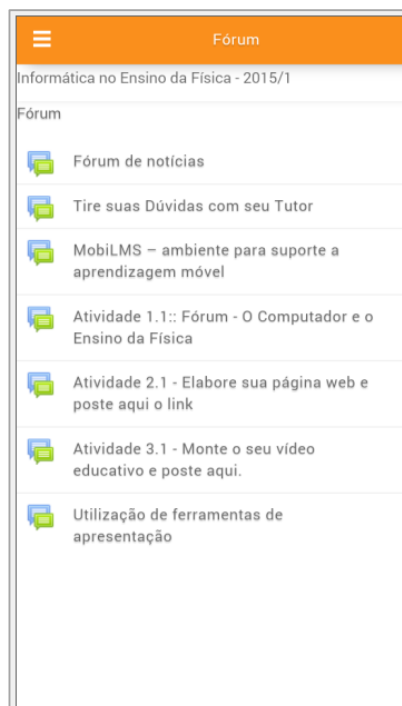 Fórum
Informática no Ensino da Física - 2015/1
Fórum
Fórum de notícias
Tire suas Dúvidas com seu Tutor
MobiLMS – ambiente para suporte a
aprendizagem móvel
Atividade 1.1:: Fórum - O Computador e o
Ensino da Física
Atividade 2.1 - Elabore sua página web e
poste aqui o link
Atividade 3.1 - Monte o seu vídeo
educativo e poste aqui.
Utilização de ferramentas de
apresentação